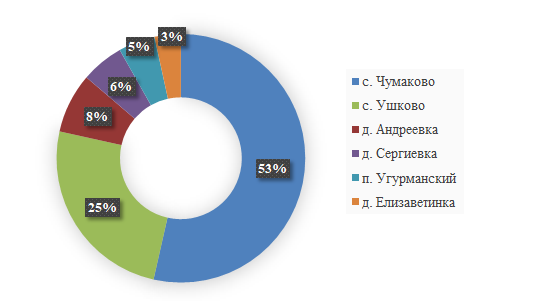 3%
5%
6%
8%
53%
25%
с. Чумаково
с. Ушково
д. Андреевка
д. Сергиевка
п. Угурманский
д. Елизаветинка